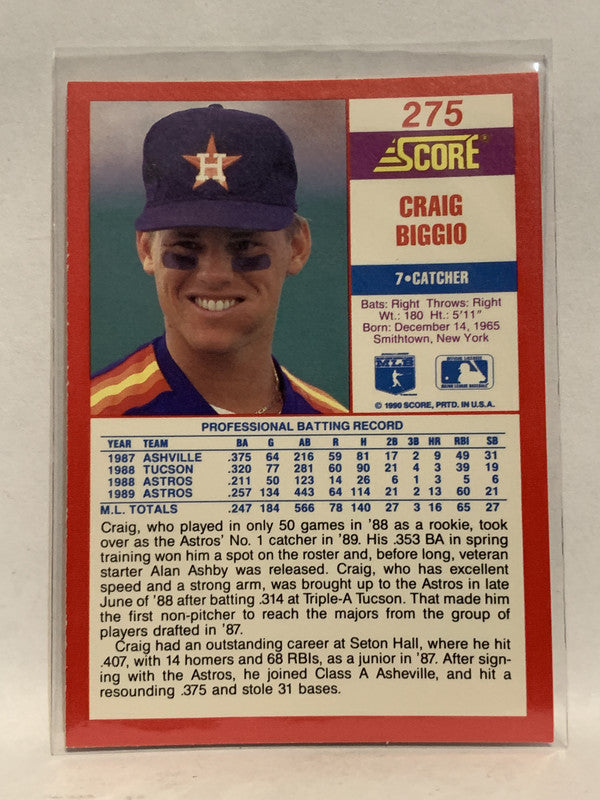 275
SCORE®
CRAIG
BIGGIO
7•CATCHER
Bats: Right Throws: Right
Wt.: 180 Ht.: 5'11"
Born: December 14, 1965
Smithtown, New York
MLB
© 1990 SCORE, PRTD. IN U.S.A.
H
PROFESSIONAL BATTING RECORD
YEAR TEAM BA G AB R H 2B 3B HR RBI SB
1987 ASHVILLE .375 64 216 59 81 17 2 9 49 31
1988 TUCSON .320 77 281 60 90 21 4 3 39 19
1988 ASTROS .211 50 123 14 26 6 1 3 5 6
1989 ASTROS .257 134 443 64 114 21 2 13 60 21
M.L. TOTALS .247 184 566 78 140 27 3 16 65 27
Craig, who played in only 50 games in '88 as a rookie, took
over as the Astros' No. 1 catcher in '89. His .353 BA in spring
training won him a spot on the roster and, before long, veteran
starter Alan Ashby was released. Craig, who has excellent
speed and a strong arm, was brought up to the Astros in late
June of '88 after batting .314 at Triple-A Tucson. That made him
the first non-pitcher to reach the majors from the group of
players drafted in '87.
Craig had an outstanding career at Seton Hall, where he hit
.407, with 14 homers and 68 RBIs, as a junior in '87. After sign-
ing with the Astros, he joined Class A Asheville, and hit a
resounding .375 and stole 31 bases.